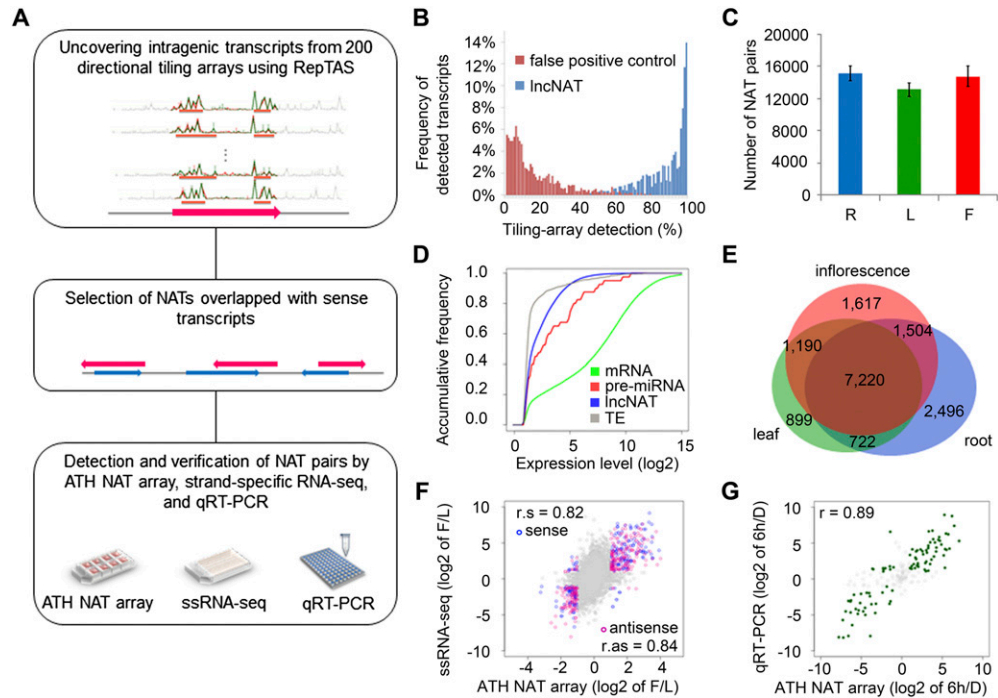 A
Uncovering intragenic transcripts from 200
directional tiling arrays using RepTAS
Selection of NATs overlapped with sense
transcripts
Detection and verification of NAT pairs by
ATH NAT array, strand-specific RNA-seq,
and qRT-PCR
ATH NAT array
ssRNA-seq
qRT-PCR
B
Frequency of
detected transcripts
14%
12%
10%
8%
6%
4%
2%
0%
false positive control
lncNAT
0 20 40 60 80 100
Tiling-array detection (%)
C
Number of NAT pairs
20000
16000
12000
8000
4000
0
R L F
D
Accumulative frequency
1.0
0.8
0.6
0.4
0.2
0.0
mRNA
pre-miRNA
lncNAT
TE
0 5 10 15
Expression level (log2)
E
inflorescence
1,617
1,190
1,504
7,220
899
2,496
722
leaf
root
F
ssRNA-seq (log2 of F/L)
10
5
0
-5
-10
r.s = 0.82
sense
antisense
r.as = 0.84
-4 -2 0 2 4
ATH NAT array (log2 of F/L)
G
qRT-PCR (log2 of 6h/D)
10
5
0
-5
-10
r = 0.89
-10 -5 0 5 10
ATH NAT array (log2 of 6h/D)